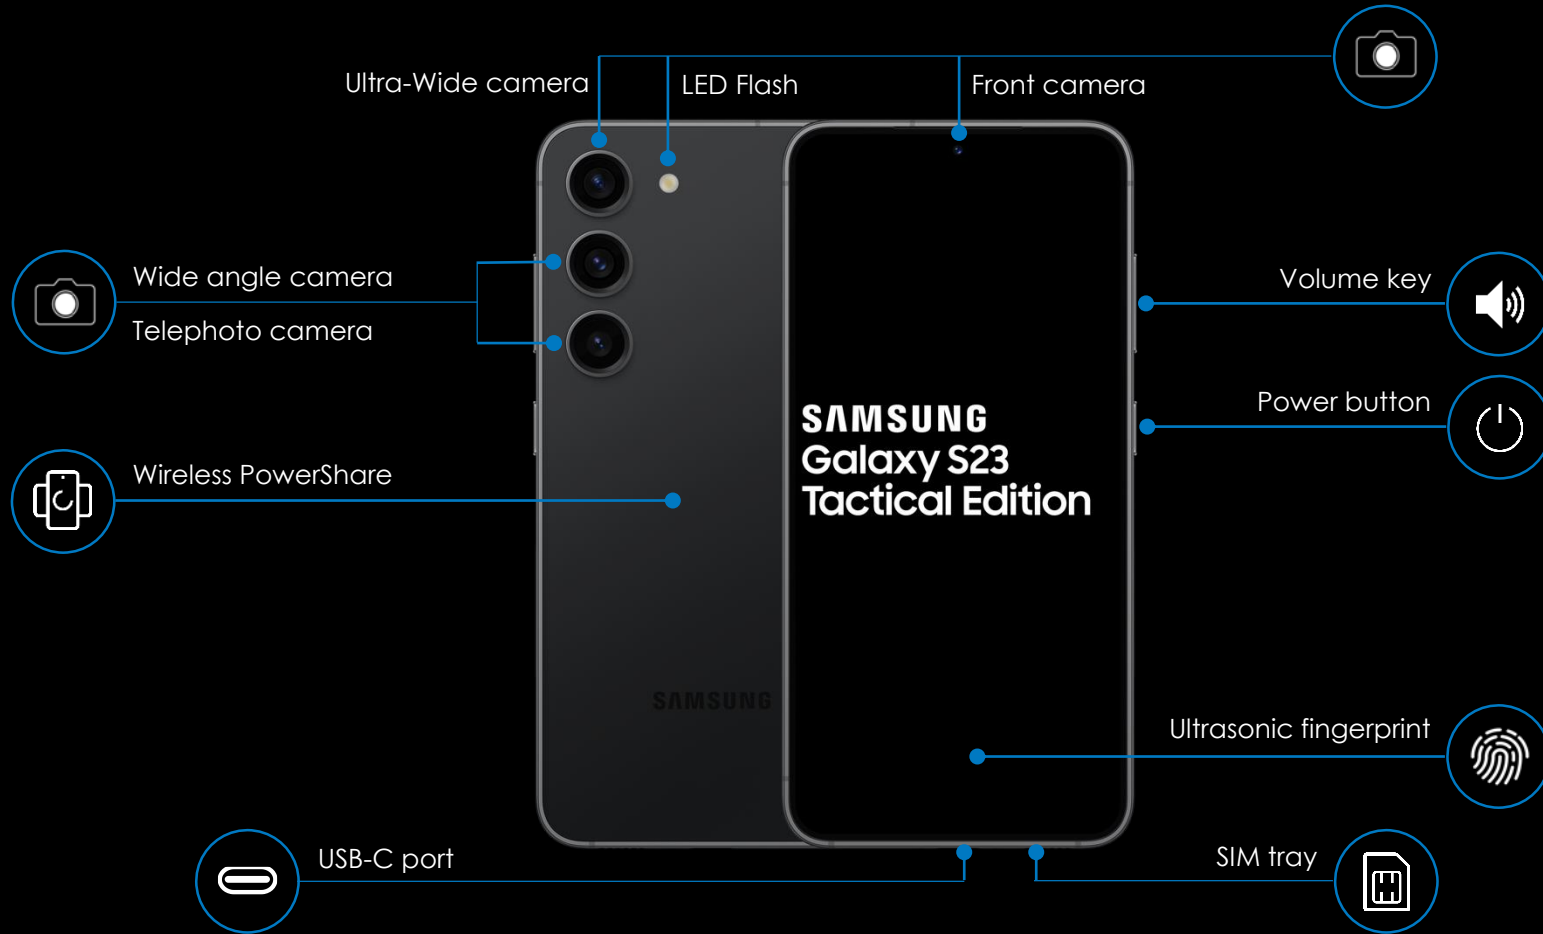 Ultra-Wide camera
LED Flash
Front camera
Wide angle camera
Telephoto camera
Volume key
Power button
SAMSUNG
Galaxy S23
Tactical Edition
Wireless PowerShare
SAMSUNG
Ultrasonic fingerprint
USB-C port
SIM tray